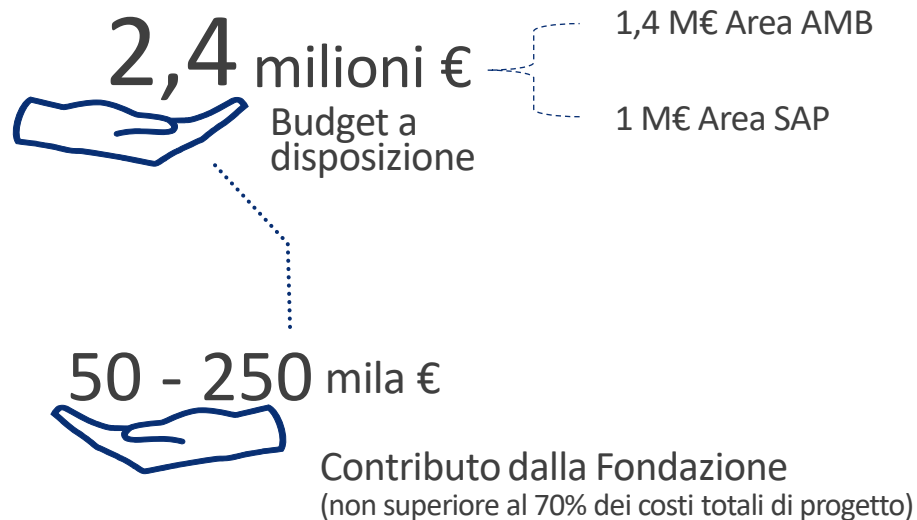 2,4 milioni €
Budget a
disposizione
1,4 M€ Area AMB
1 M€ Area SAP
50 - 250 mila €
Contributo dalla Fondazione
(non superiore al 70% dei costi totali di progetto)